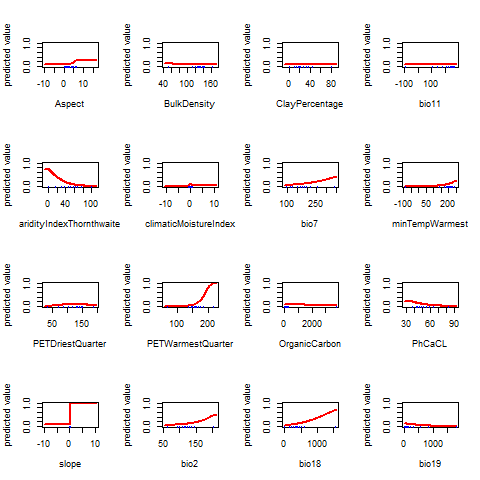 predicted value 0.0 1.0 -10 0 5 15 Aspect
predicted value 0.0 1.0 40 100 160 BulkDensity
predicted value 0.0 1.0 0 40 80 ClayPercentage
predicted value 0.0 1.0 -100 100 bio11
predicted value 0.0 1.0 0 40 100 aridityIndexThornthwaite
predicted value 0.0 1.0 -10 0 10 climaticMoistureIndex
predicted value 0.0 1.0 100 250 bio7
predicted value 0.0 1.0 -100 50 200 minTempWarmest
predicted value 0.0 1.0 50 150 PETDriestQuarter
predicted value 0.0 1.0 100 200 PETWarmestQuarter
predicted value 0.0 1.0 0 2000 OrganicCarbon
predicted value 0.0 1.0 30 60 90 PhCaCL
predicted value 0.0 1.0 -10 0 10 slope
predicted value 0.0 1.0 50 150 bio2
predicted value 0.0 1.0 0 1000 bio18
predicted value 0.0 1.0 0 1000 bio19